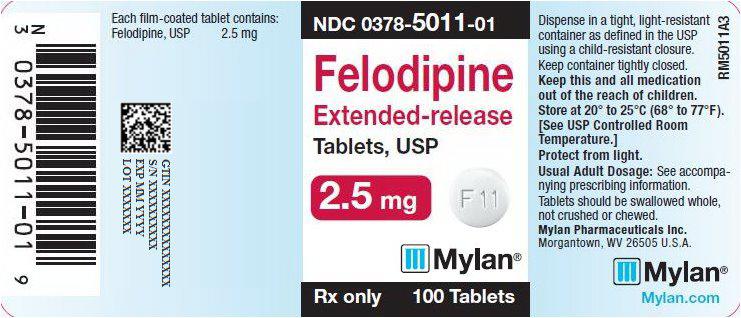 N
3 0378-5011-01 9
Each film-coated tablet contains:
Felodipine, USP 2.5 mg
GTIN XXXXXXXXXXXXXX
S/N XXXXXXXXXX
EXP MM YYYY
LOT XXXXXXX
NDC 0378-5011-01
Felodipine
Extended-release
Tablets, USP
2.5 mg
F 11
Mylan®
Rx only 100 Tablets
Dispense in a tight, light-resistant
container as defined in the USP
using a child-resistant closure.
Keep container tightly closed.
Keep this and all medication
out of the reach of children.
Store at 20° to 25°C (68° to 77°F).
[See USP Controlled Room
Temperature.]
Protect from light.
Usual Adult Dosage: See accompa-
nying prescribing information.
Tablets should be swallowed whole,
not crushed or chewed.
Mylan Pharmaceuticals Inc.
Morgantown, WV 26505 U.S.A.
Mylan®
Mylan.com
RM5011A3